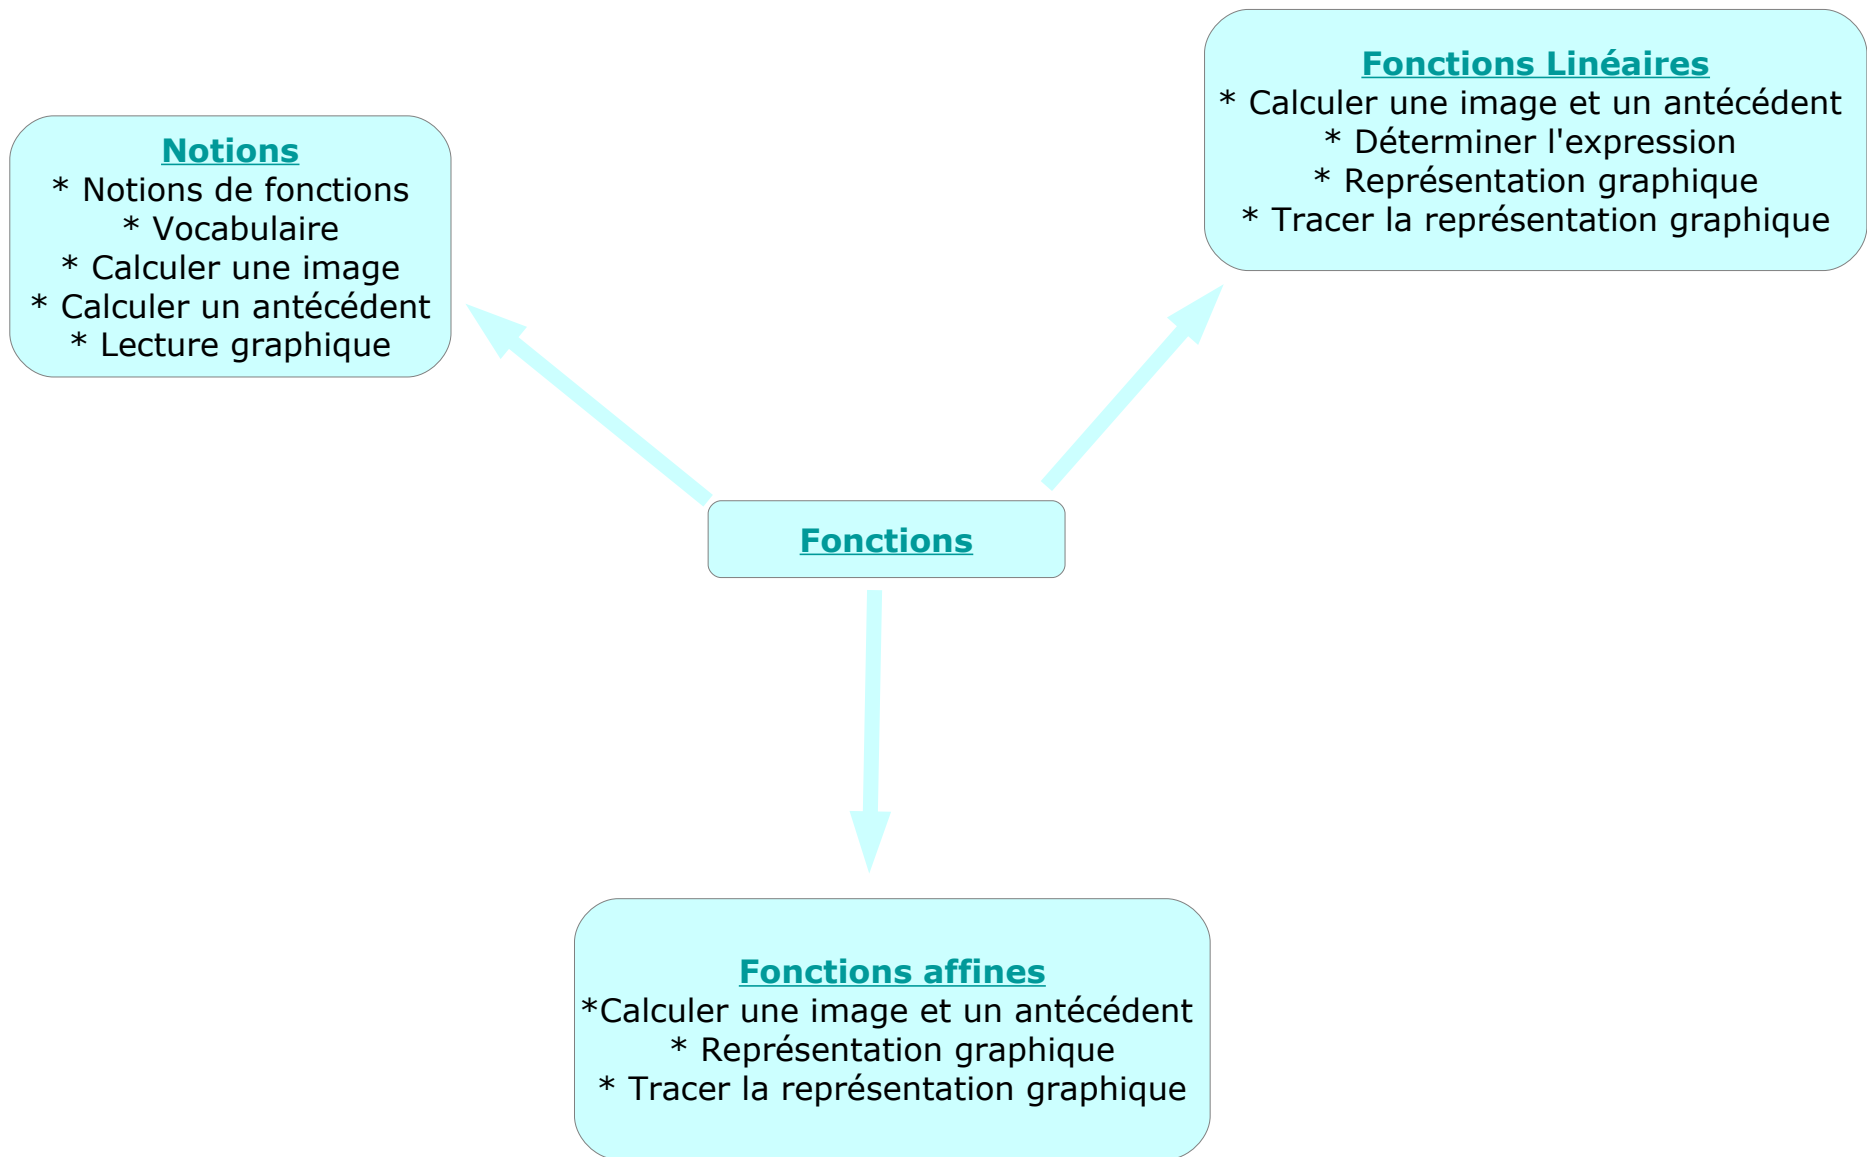 Notions
* Notions de fonctions
* Vocabulaire
* Calculer une image
* Calculer un antécédent
* Lecture graphique
Fonctions Linéaires
* Calculer une image et un antécédent
* Déterminer l'expression
* Représentation graphique
* Tracer la représentation graphique
Fonctions
Fonctions affines
*Calculer une image et un antécédent
* Représentation graphique
* Tracer la représentation graphique